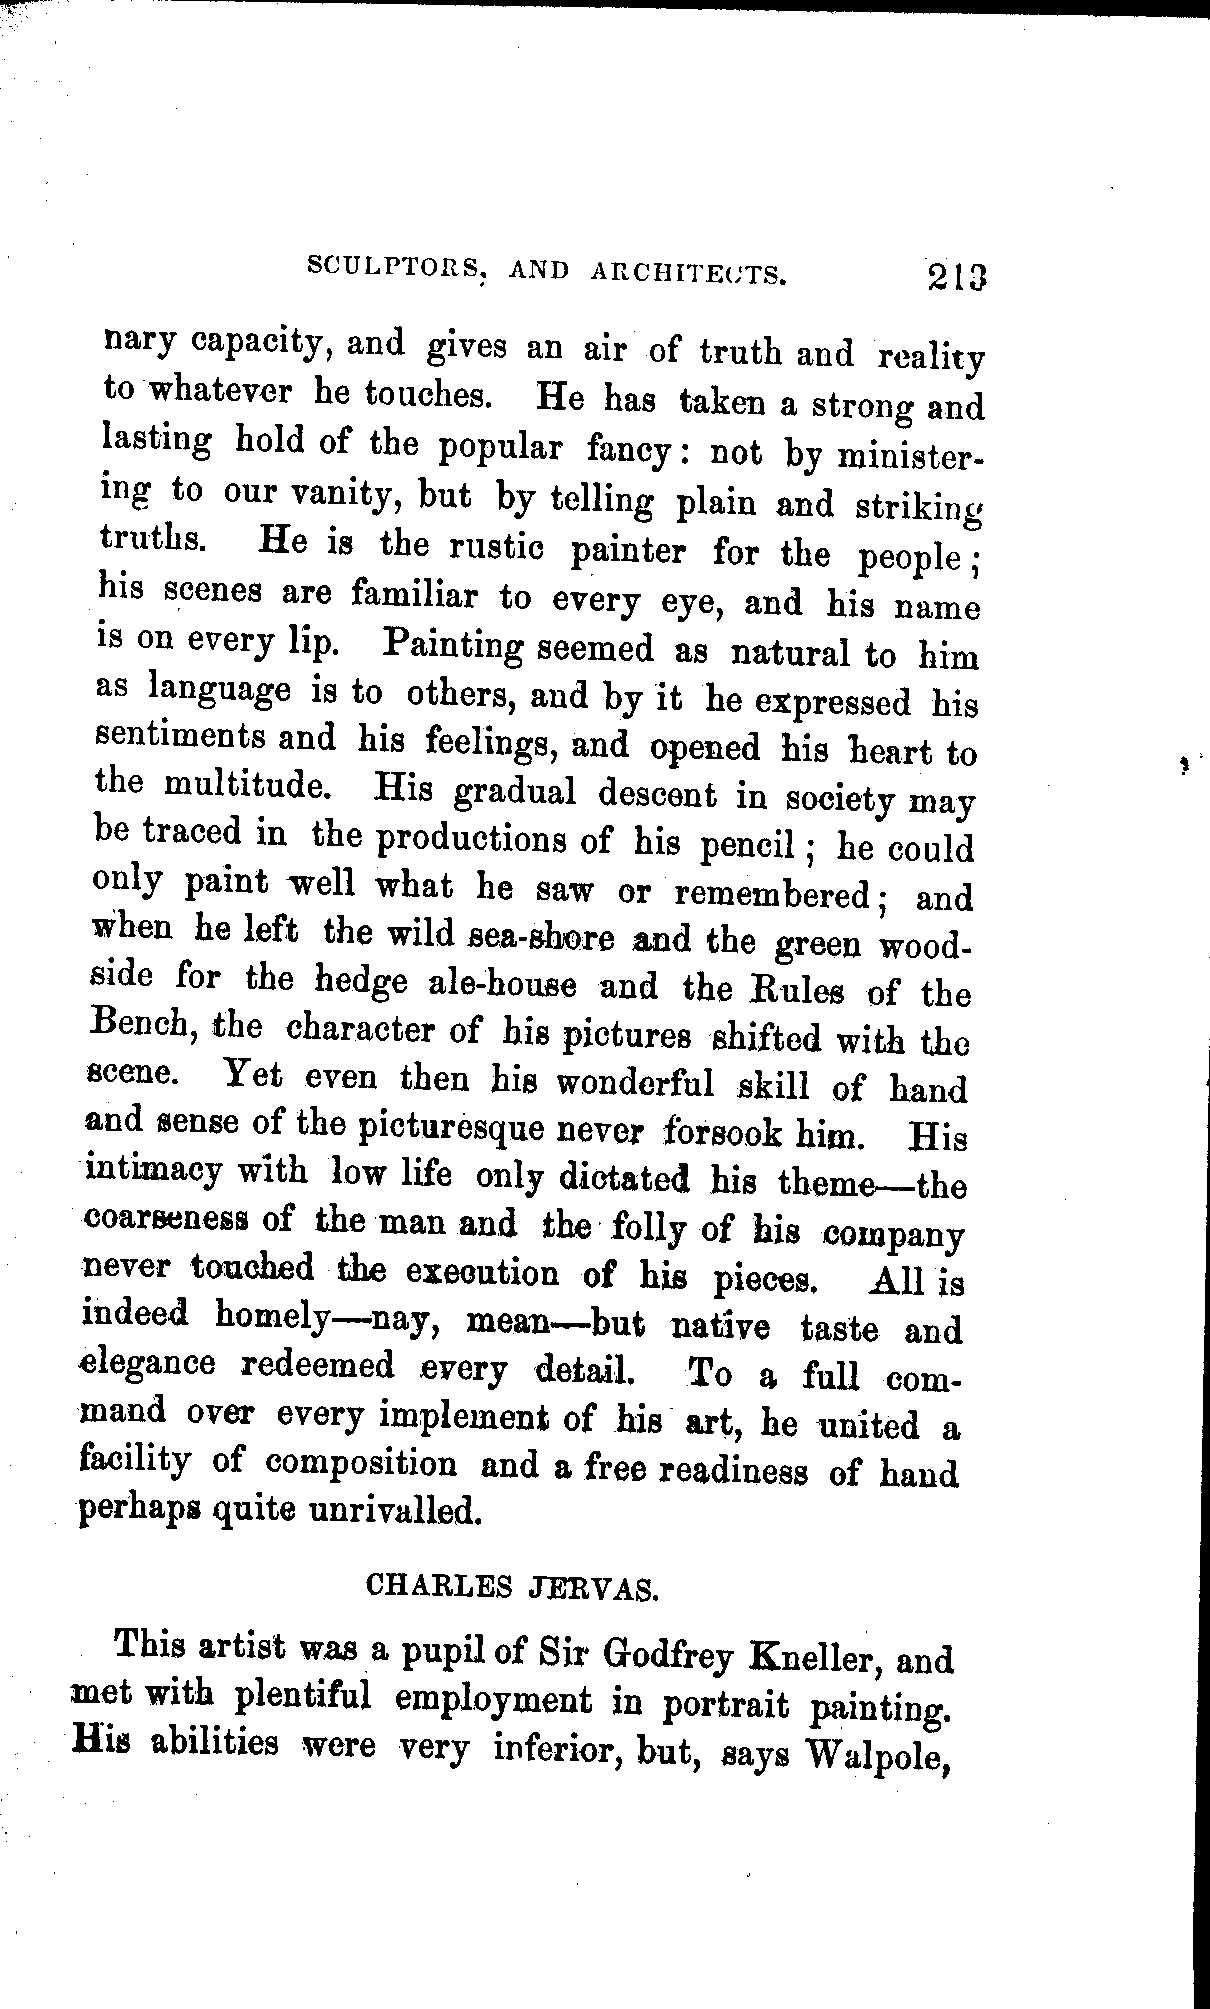 SCULPTORS, AND ARCHITECTS. 213
nary capacity, and gives an air of truth and reality
to whatever he touches. He has taken a strong and
lasting hold of the popular fancy: not by minister-
ing to our vanity, but by telling plain and striking
truths. He is the rustic painter for the people;
his scenes are familiar to every eye, and his name
is on every lip. Painting seemed as natural to him
as language is to others, and by it he expressed his
sentiments and his feelings, and opened his heart to
the multitude. His gradual descent in society may
be traced in the productions of his pencil; he could
only paint well what he saw or remembered; and
when he left the wild sea-shore and the green wood-
side for the hedge ale-house and the Rules of the
Bench, the character of his pictures shifted with the
scene. Yet even then his wonderful skill of hand
and sense of the picturesque never forsook him. His
intimacy with low life only dictated his theme—the
coarseness of the man and the folly of his company
never touched the execution of his pieces. All is
indeed homely—nay, mean—but native taste and
elegance redeemed every detail. To a full com-
mand over every implement of his art, he united a
facility of composition and a free readiness of hand
perhaps quite unrivalled.
CHARLES JERVAS.
This artist was a pupil of Sir Godfrey Kneller, and
met with plentiful employment in portrait painting.
His abilities were very inferior, but, says Walpole,